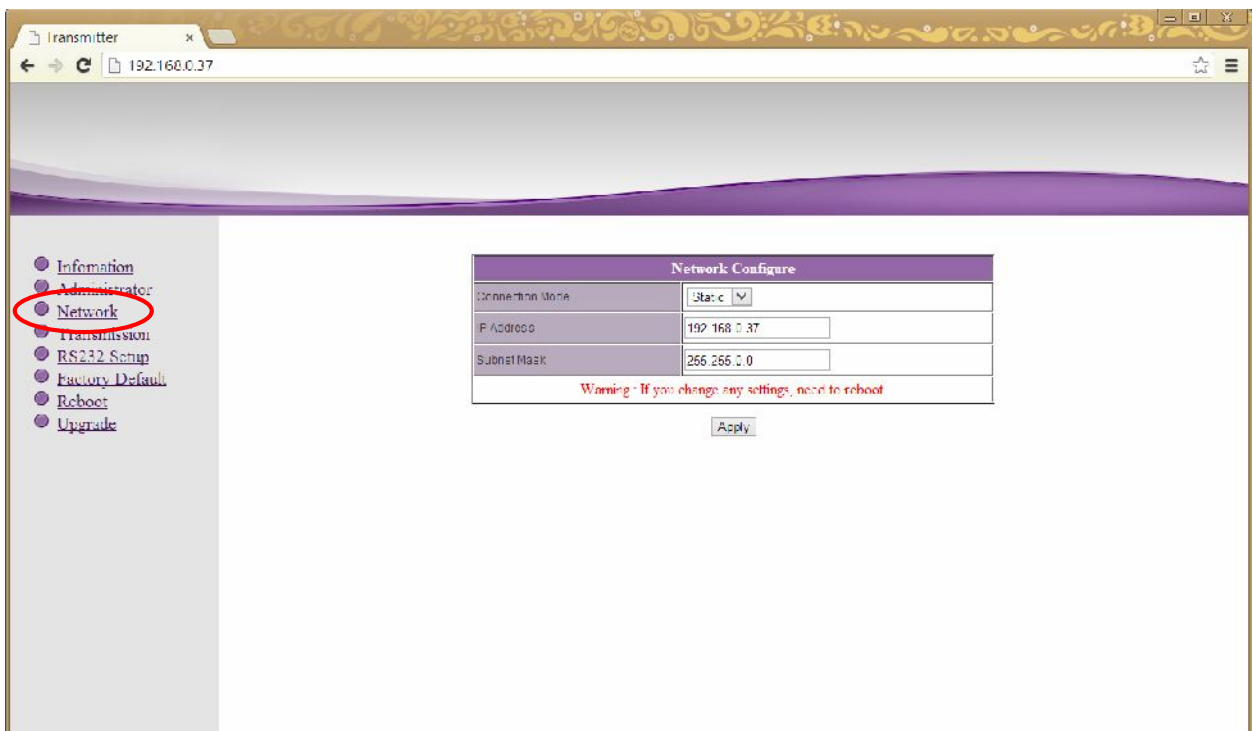 Transmitter
192.168.0.37
Infomation
Administrator
Network
Transmission
RS232 Setup
Factory Default
Reboot
Upgrade
Network Configure
Connection Mode Static
IP Address 192.168.0.37
Subnet Mask 255.255.0.0
Warning : If you change any settings, need to reboot
Apply